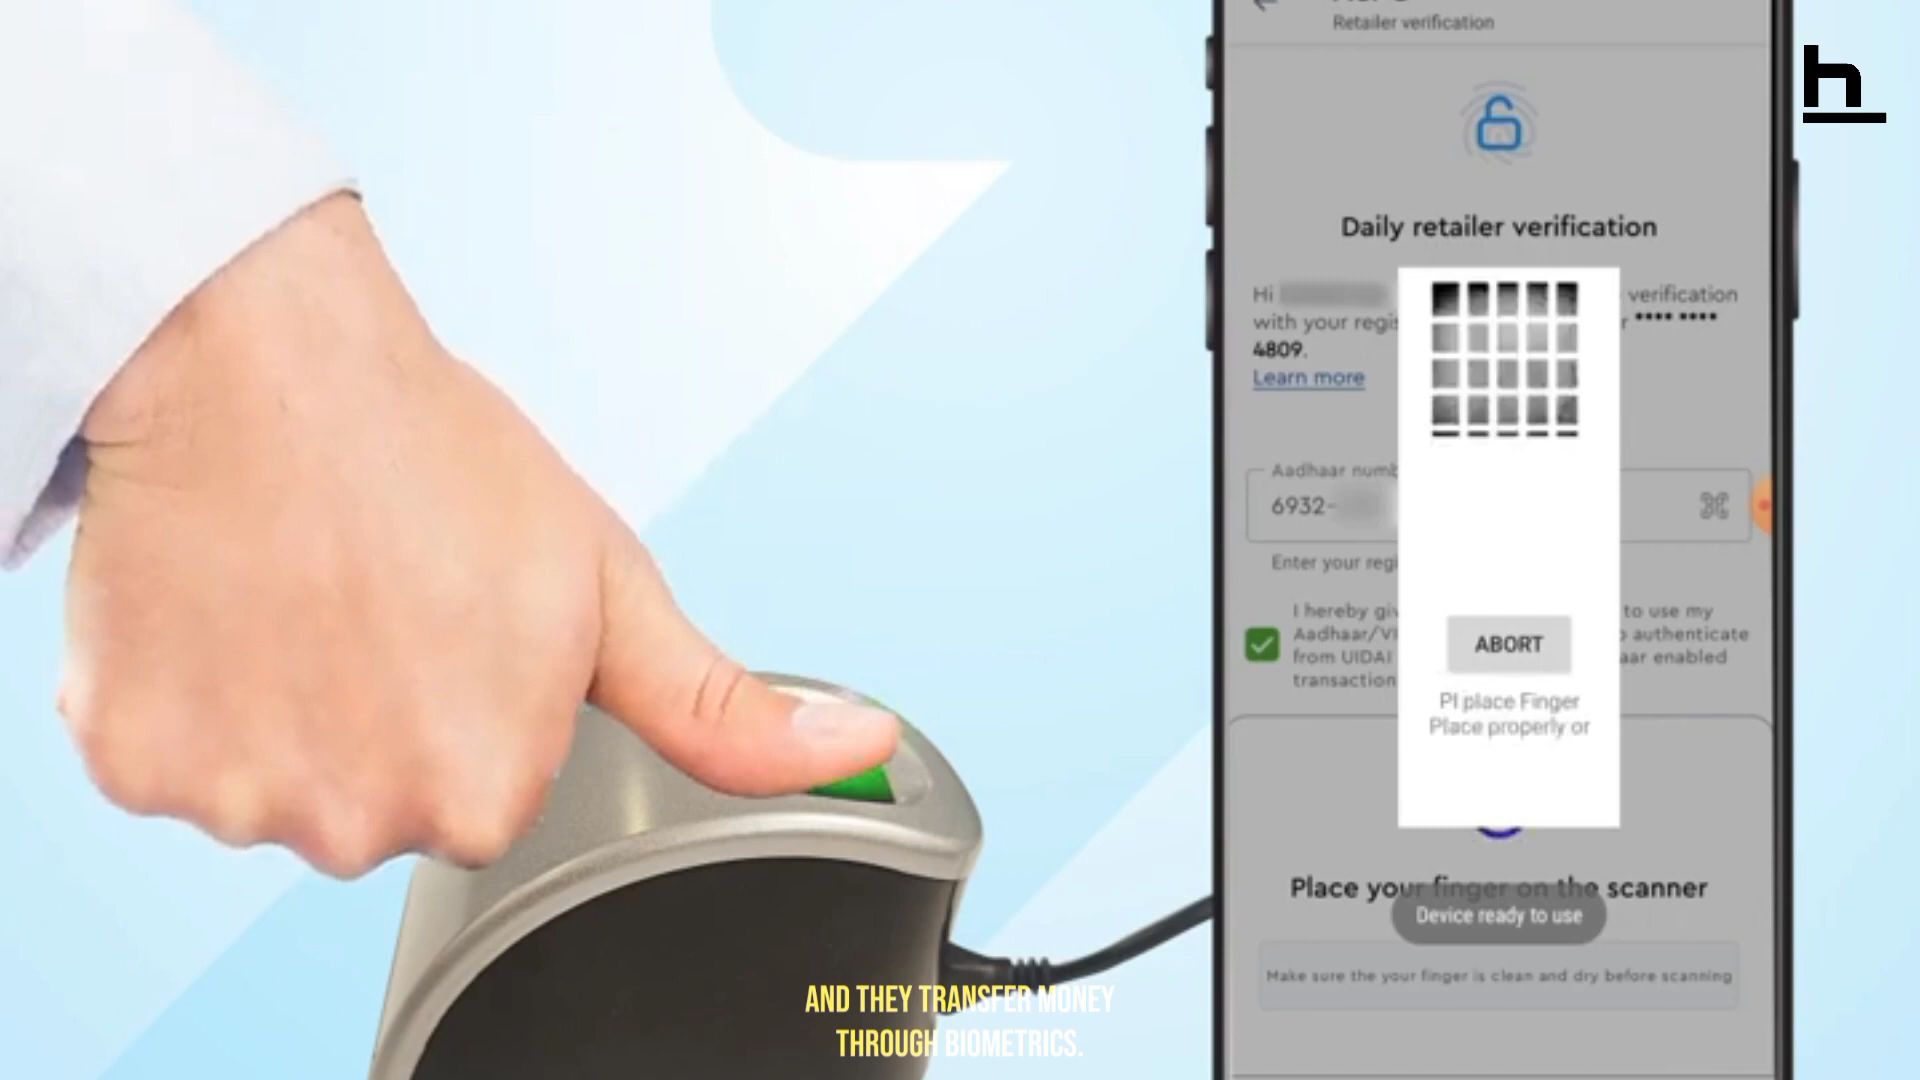 Retailer verification
h
Daily retailer verification
Hi verification
with your regis r •••• ••••
4809.
Learn more
Aadhaar numb
6932-
Enter your regi
I hereby giv to use my
Aadhaar/VI o authenticate
from UIDAI aar enabled
transaction
ABORT
Pl place Finger
Place properly or
Place your finger on the scanner
Device ready to use
Make sure the your finger is clean and dry before scanning
AND THEY TRANSFER MONEY
THROUGH BIOMETRICS.